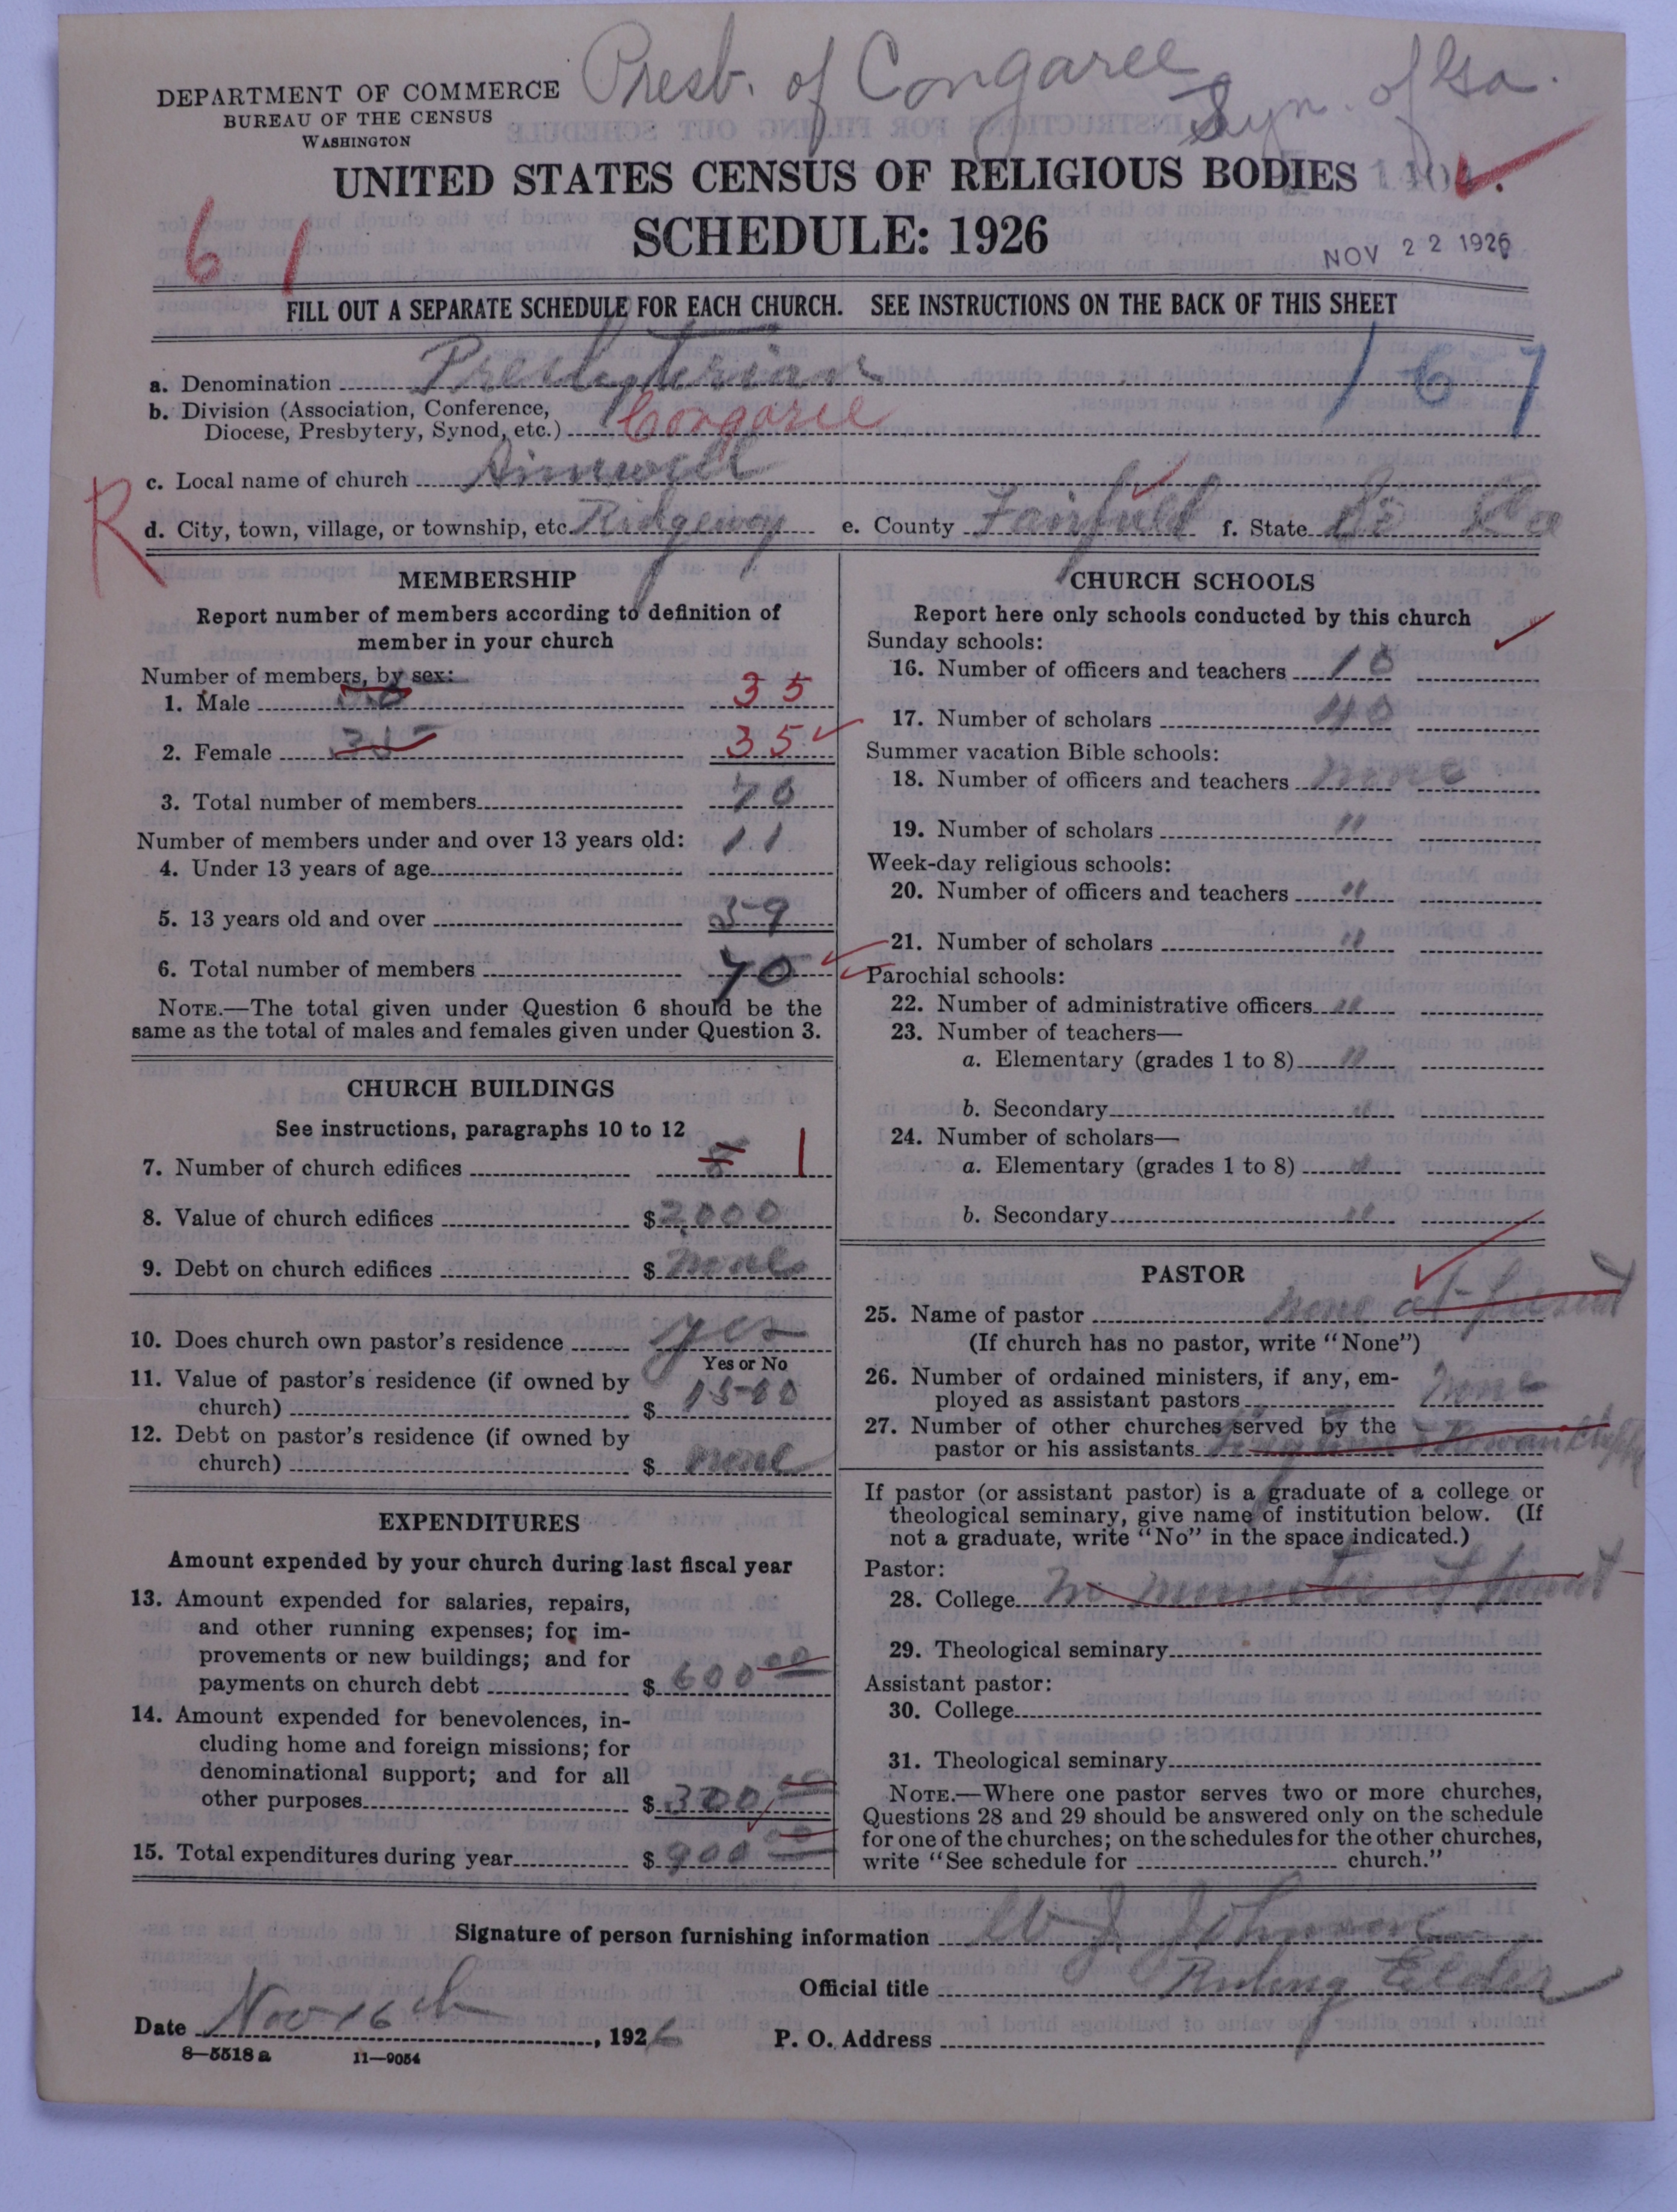 Presb. of Congaree
Syn. of Ga.
DEPARTMENT OF COMMERCE
BUREAU OF THE CENSUS
WASHINGTON
UNITED STATES CENSUS OF RELIGIOUS BODIES
SCHEDULE: 1926
NOV 22 1926
6 1
FILL OUT A SEPARATE SCHEDULE FOR EACH CHURCH. SEE INSTRUCTIONS ON THE BACK OF THIS SHEET
a. Denomination Presbyterian 167
b. Division (Association, Conference,
Diocese, Presbytery, Synod, etc.) Congaree
c. Local name of church Aimwell
R
d. City, town, village, or township, etc. Ridgeway e. County Fairfield f. State So Ca
MEMBERSHIP
Report number of members according to definition of
member in your church
Number of members, by sex:
1. Male 35
2. Female 35 35
3. Total number of members 70
Number of members under and over 13 years old: 11
4. Under 13 years of age
5. 13 years old and over 59
6. Total number of members 70
NOTE.—The total given under Question 6 should be the
same as the total of males and females given under Question 3.
CHURCH BUILDINGS
See instructions, paragraphs 10 to 12
7. Number of church edifices 1
8. Value of church edifices $2000
9. Debt on church edifices $ none
10. Does church own pastor's residence yes
Yes or No
11. Value of pastor's residence (if owned by
church) $ 1500
12. Debt on pastor's residence (if owned by
church) $ none
EXPENDITURES
Amount expended by your church during last fiscal year
13. Amount expended for salaries, repairs,
and other running expenses; for im-
provements or new buildings; and for
payments on church debt $ 600 00
14. Amount expended for benevolences, in-
cluding home and foreign missions; for
denominational support; and for all
other purposes $ 300 00
15. Total expenditures during year $ 900 00
CHURCH SCHOOLS
Report here only schools conducted by this church
Sunday schools:
16. Number of officers and teachers 10
17. Number of scholars 40
Summer vacation Bible schools:
18. Number of officers and teachers none
19. Number of scholars "
Week-day religious schools:
20. Number of officers and teachers "
21. Number of scholars "
Parochial schools:
22. Number of administrative officers "
23. Number of teachers—
a. Elementary (grades 1 to 8) "
b. Secondary "
24. Number of scholars—
a. Elementary (grades 1 to 8) "
b. Secondary "
PASTOR
25. Name of pastor none at present
(If church has no pastor, write "None")
26. Number of ordained ministers, if any, em-
ployed as assistant pastors none
27. Number of other churches served by the
pastor or his assistants
If pastor (or assistant pastor) is a graduate of a college or
theological seminary, give name of institution below. (If
not a graduate, write "No" in the space indicated.)
Pastor:
28. College no minister at present
29. Theological seminary
Assistant pastor:
30. College
31. Theological seminary
NOTE.—Where one pastor serves two or more churches,
Questions 28 and 29 should be answered only on the schedule
for one of the churches; on the schedules for the other churches,
write "See schedule for church."
Signature of person furnishing information W J Johnson
Official title Ruling Elder
Date Nov 16th, 1926 P. O. Address
8—5518 a 11—9054